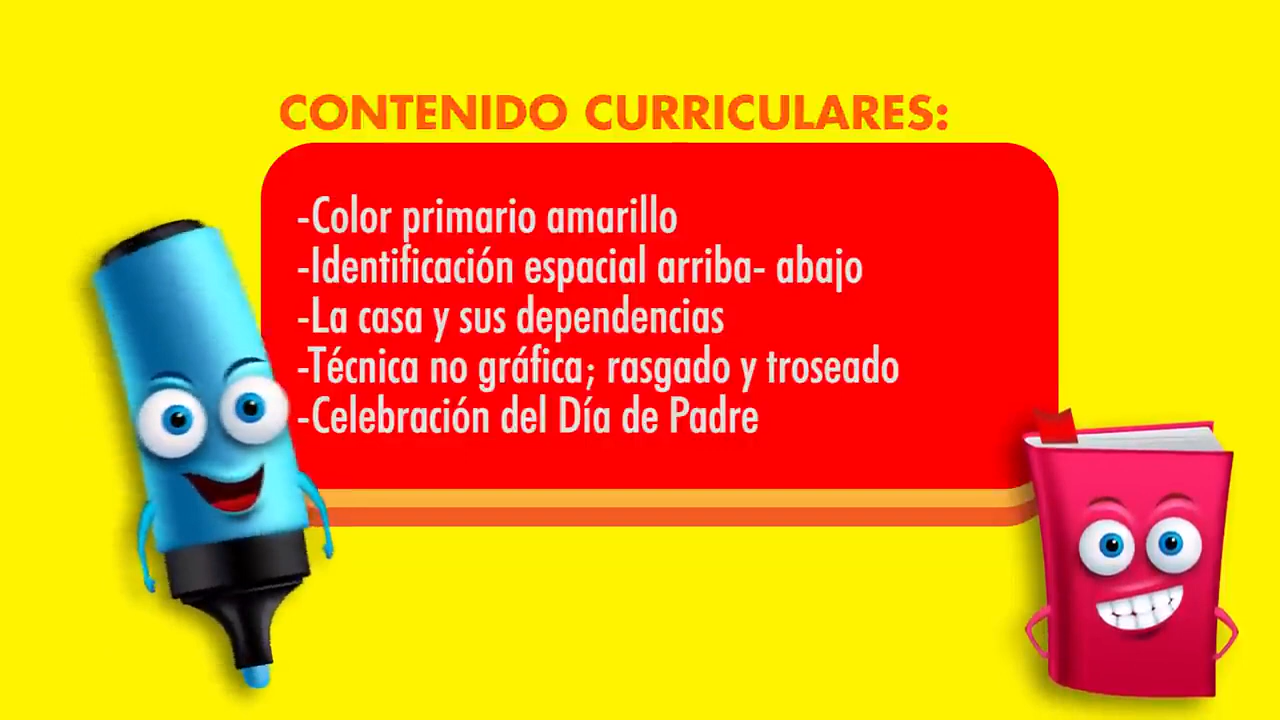 CONTENIDO CURRICULARES:
-Color primario amarillo
-Identificación espacial arriba- abajo
-La casa y sus dependencias
-Técnica no gráfica; rasgado y troseado
-Celebración del Día de Padre